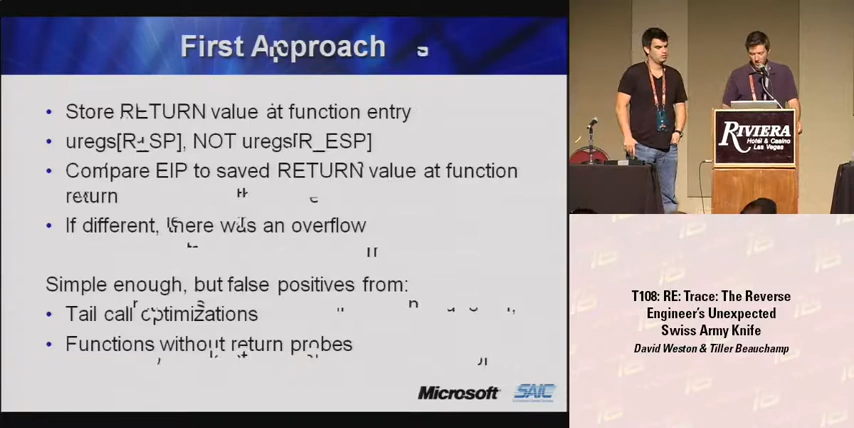 First Approach
• Store RETURN value at function entry
• uregs[R_SP], NOT uregs[R_ESP]
• Compare EIP to saved RETURN value at function
return
• If different, there was an overflow
Simple enough, but false positives from:
• Tail call optimizations
• Functions without return probes
Microsoft SAIC
RIVIERA
Hotel & Casino
Las Vegas
T108: RE: Trace: The Reverse
Engineer's Unexpected
Swiss Army Knife
David Weston & Tiller Beauchamp